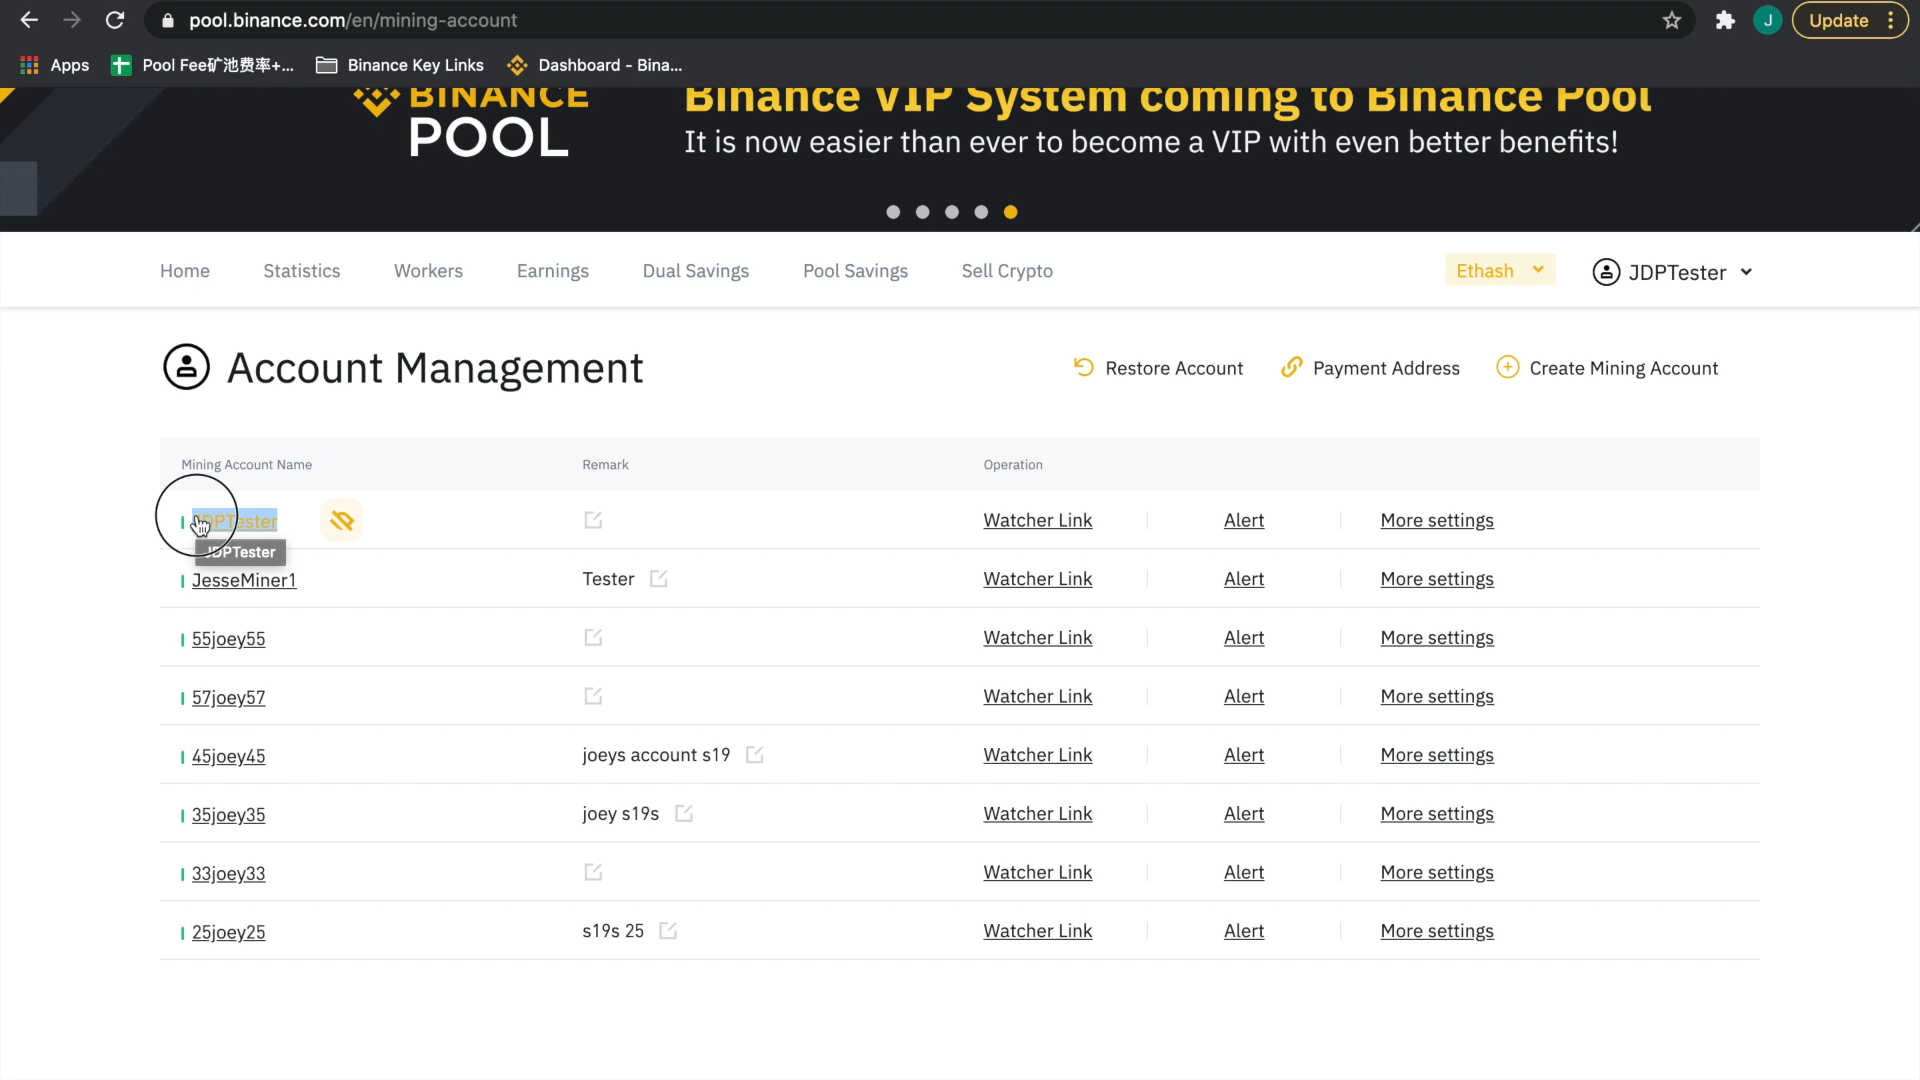 pool.binance.com/en/mining-account
J
Update
Apps
Pool Fee矿池费率+...
Binance Key Links
Dashboard - Bina...
BINANCE
POOL
Binance VIP System coming to Binance Pool
It is now easier than ever to become a VIP with even better benefits!
Home Statistics Workers Earnings Dual Savings Pool Savings Sell Crypto
Ethash
JDPTester
Account Management
Restore Account Payment Address Create Mining Account
Mining Account Name Remark Operation
JDPTester Watcher Link Alert More settings
JDPTester
JesseMiner1 Tester Watcher Link Alert More settings
55joey55 Watcher Link Alert More settings
57joey57 Watcher Link Alert More settings
45joey45 joeys account s19 Watcher Link Alert More settings
35joey35 joey s19s Watcher Link Alert More settings
33joey33 Watcher Link Alert More settings
25joey25 s19s 25 Watcher Link Alert More settings